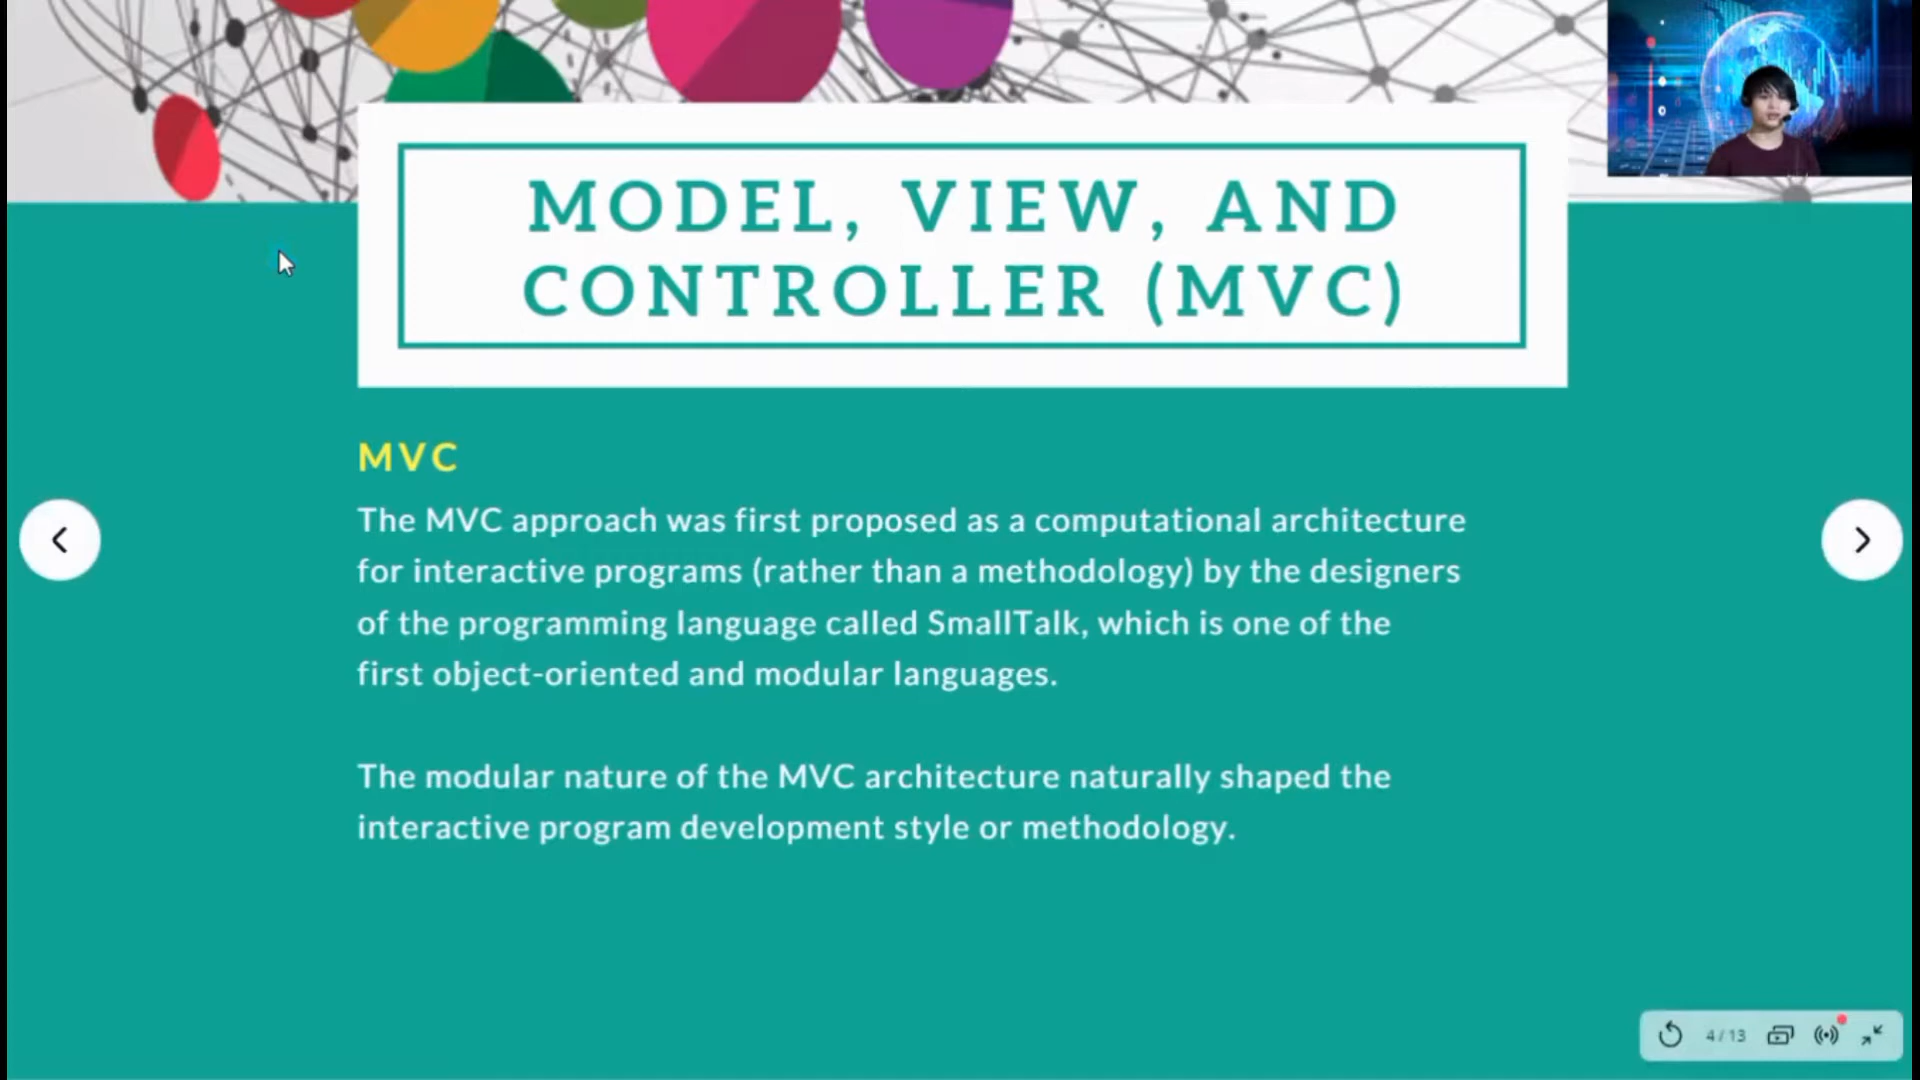 MODEL, VIEW, AND
CONTROLLER (MVC)
MVC
The MVC approach was first proposed as a computational architecture
for interactive programs (rather than a methodology) by the designers
of the programming language called SmallTalk, which is one of the
first object-oriented and modular languages.
The modular nature of the MVC architecture naturally shaped the
interactive program development style or methodology.
4/13